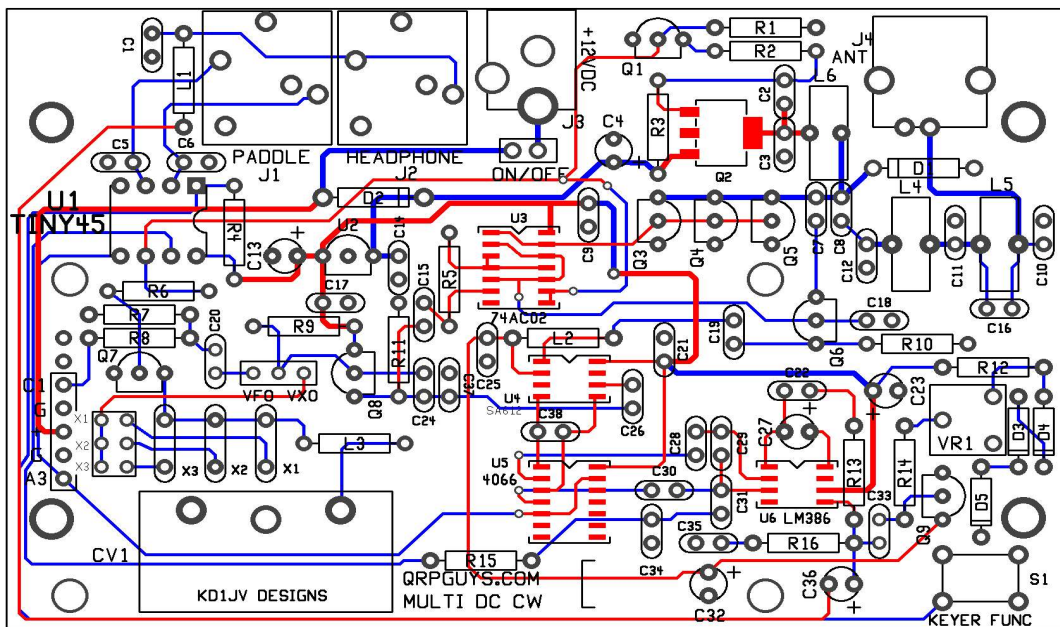 C1
L1
PADDLE
J1
HEADPHONE
J2
+12VDC
J3
ON/OFF
Q1
R1
R2
J4
ANT
L6
C2
C3
R3
Q2
C4
C5
C6
U1
TINY45
R4
D2
C13
U2
C14
C9
U3
74AC02
Q3
Q4
Q5
C7
C8
D1
L4
L5
C12
C11
C10
C16
R6
R7
R8
C20
C17
R9
C15
R5
R11
C25
L2
C21
C19
Q6
C18
R10
Q7
VFO
VXO
Q8
C24
U4
SA612
C38
C26
C22
C23
R12
D3
D4
VR1
Q1
G
+
G
A3
X1
X2
X3
X3
X2
X1
L3
U5
4066
C28
C29
C27
C30
C31
U6
LM386
R13
R14
C33
Q9
D5
CV1
KD1JV DESIGNS
R15
QRPGUYS.COM
MULTI DC CW
C34
C35
R16
C32
C36
S1
KEYER FUNC